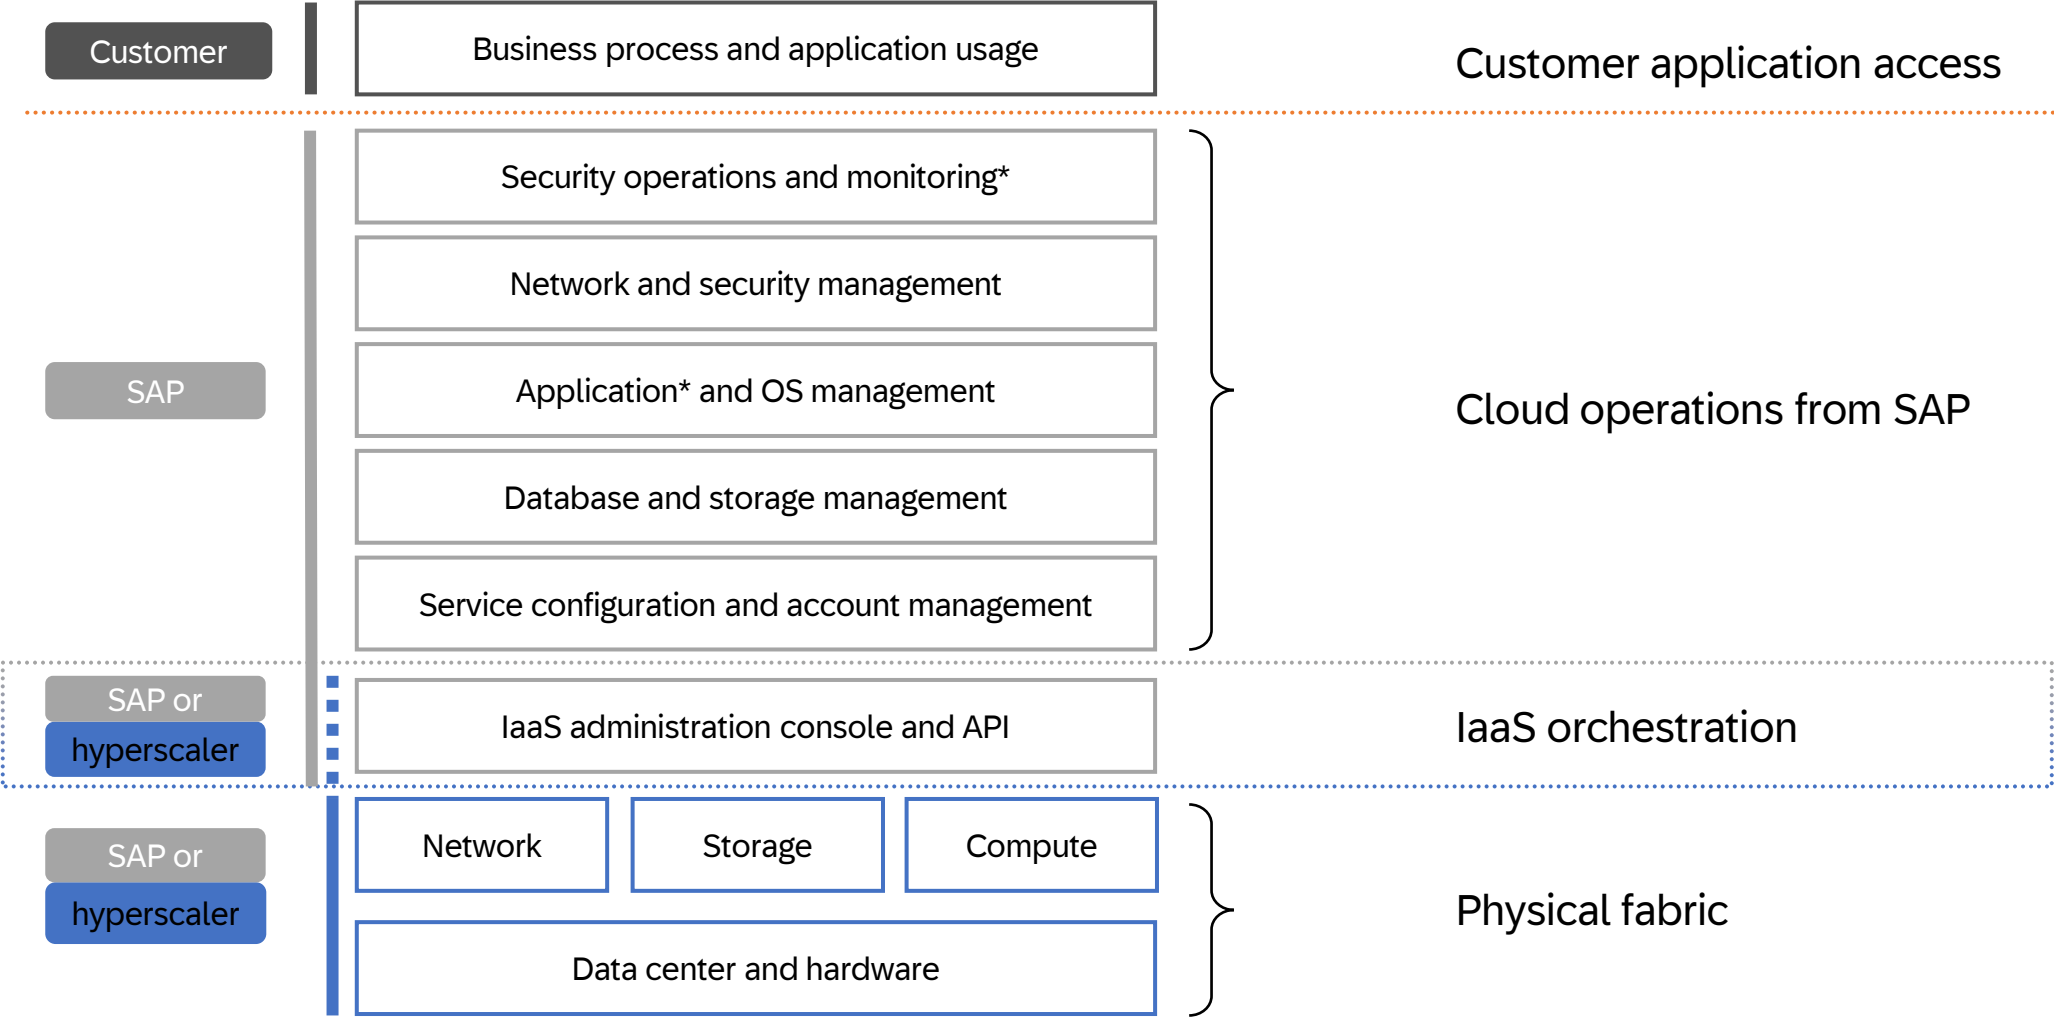 Customer
Business process and application usage
Customer application access
Security operations and monitoring*
Network and security management
SAP
Application* and OS management
Cloud operations from SAP
Database and storage management
Service configuration and account management
SAP or
hyperscaler
IaaS administration console and API
IaaS orchestration
SAP or
hyperscaler
Network
Storage
Compute
Physical fabric
Data center and hardware